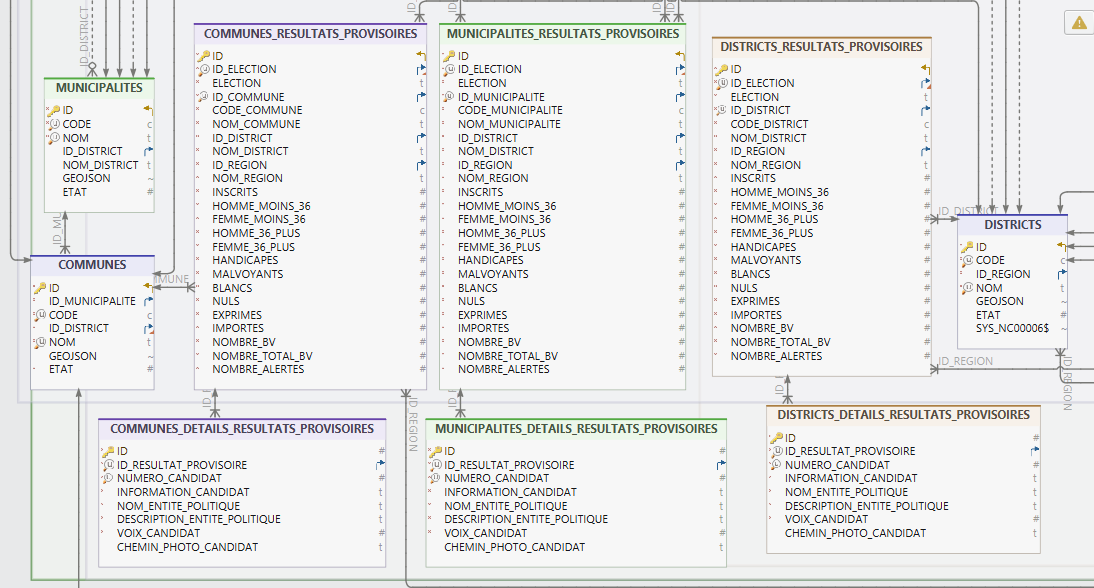 ID_DISTRICT
MUNICIPALITES
ID
CODE
NOM
ID_DISTRICT
NOM_DISTRICT
GEOJSON
ETAT
COMMUNES
ID
ID_MUNICIPALITE
CODE
ID_DISTRICT
NOM
GEOJSON
ETAT
COMMUNES_RESULTATS_PROVISOIRES
ID
ID_ELECTION
ELECTION
ID_COMMUNE
CODE_COMMUNE
NOM_COMMUNE
ID_DISTRICT
NOM_DISTRICT
ID_REGION
NOM_REGION
INSCRITS
HOMME_MOINS_36
FEMME_MOINS_36
HOMME_36_PLUS
FEMME_36_PLUS
HANDICAPES
MALVOYANTS
BLANCS
NULS
EXPRIMES
IMPORTES
NOMBRE_BV
NOMBRE_TOTAL_BV
NOMBRE_ALERTES
MUNICIPALITES_RESULTATS_PROVISOIRES
ID
ID_ELECTION
ELECTION
ID_MUNICIPALITE
CODE_MUNICIPALITE
NOM_MUNICIPALITE
ID_DISTRICT
NOM_DISTRICT
ID_REGION
NOM_REGION
INSCRITS
HOMME_MOINS_36
FEMME_MOINS_36
HOMME_36_PLUS
FEMME_36_PLUS
HANDICAPES
MALVOYANTS
BLANCS
NULS
EXPRIMES
IMPORTES
NOMBRE_BV
NOMBRE_TOTAL_BV
NOMBRE_ALERTES
DISTRICTS_RESULTATS_PROVISOIRES
ID
ID_ELECTION
ELECTION
ID_DISTRICT
CODE_DISTRICT
NOM_DISTRICT
ID_REGION
NOM_REGION
INSCRITS
HOMME_MOINS_36
FEMME_MOINS_36
HOMME_36_PLUS
FEMME_36_PLUS
HANDICAPES
MALVOYANTS
BLANCS
NULS
EXPRIMES
IMPORTES
NOMBRE_BV
NOMBRE_TOTAL_BV
NOMBRE_ALERTES
DISTRICTS
ID
CODE
ID_REGION
NOM
GEOJSON
ETAT
SYS_NC00006$
ID_REGION
ID_REGION
ID_REGION
COMMUNES_DETAILS_RESULTATS_PROVISOIRES
ID
ID_RESULTAT_PROVISOIRE
NUMERO_CANDIDAT
INFORMATION_CANDIDAT
NOM_ENTITE_POLITIQUE
DESCRIPTION_ENTITE_POLITIQUE
VOIX_CANDIDAT
CHEMIN_PHOTO_CANDIDAT
MUNICIPALITES_DETAILS_RESULTATS_PROVISOIRES
ID
ID_RESULTAT_PROVISOIRE
NUMERO_CANDIDAT
INFORMATION_CANDIDAT
NOM_ENTITE_POLITIQUE
DESCRIPTION_ENTITE_POLITIQUE
VOIX_CANDIDAT
CHEMIN_PHOTO_CANDIDAT
DISTRICTS_DETAILS_RESULTATS_PROVISOIRES
ID
ID_RESULTAT_PROVISOIRE
NUMERO_CANDIDAT
INFORMATION_CANDIDAT
NOM_ENTITE_POLITIQUE
DESCRIPTION_ENTITE_POLITIQUE
VOIX_CANDIDAT
CHEMIN_PHOTO_CANDIDAT